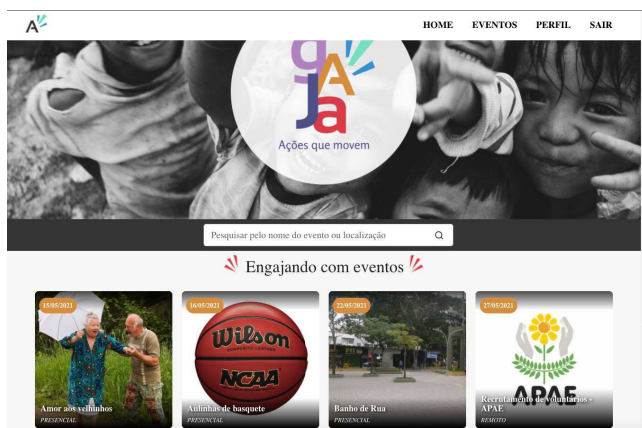 A
HOME EVENTOS PERFIL SAIR
gaJa
Ações que movem
Pesquisar pelo nome do evento ou localização
Engajando com eventos
15/05/2021
Amor aos velhinhos
PRESENCIAL
16/05/2021
Wilson
NCAA
Aulinhas de basquete
PRESENCIAL
22/05/2021
Banho de Rua
PRESENCIAL
27/05/2021
APAE
Recrutamento de voluntários -
APAE
REMOTO